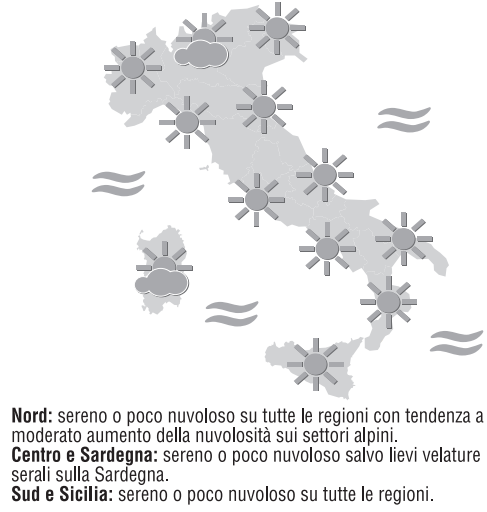 Nord: sereno o poco nuvoloso su tutte le regioni con tendenza a
moderato aumento della nuvolosità sui settori alpini.
Centro e Sardegna: sereno o poco nuvoloso salvo lievi velature
serali sulla Sardegna.
Sud e Sicilia: sereno o poco nuvoloso su tutte le regioni.